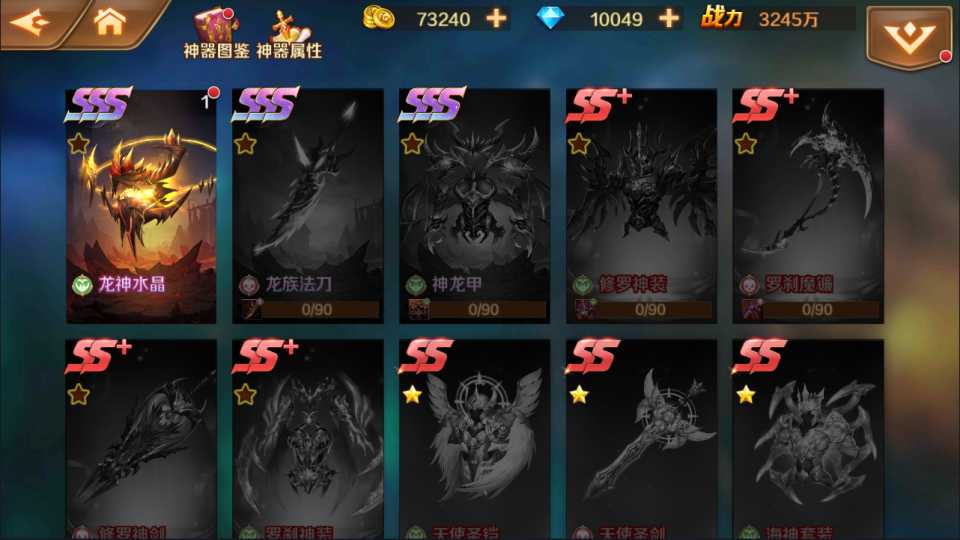 73240
10049
战力 3245万
神器图鉴 神器属性
SSS 1
SSS
SSS
SS+
SS+
龙神水晶
龙族法刀
神龙甲
修罗神装
罗刹魔镰
0/90
0/90
0/90
0/90
SS+
SS+
SS
SS
SS
修罗神剑
罗刹神装
天使圣铠
天使圣剑
海神套装